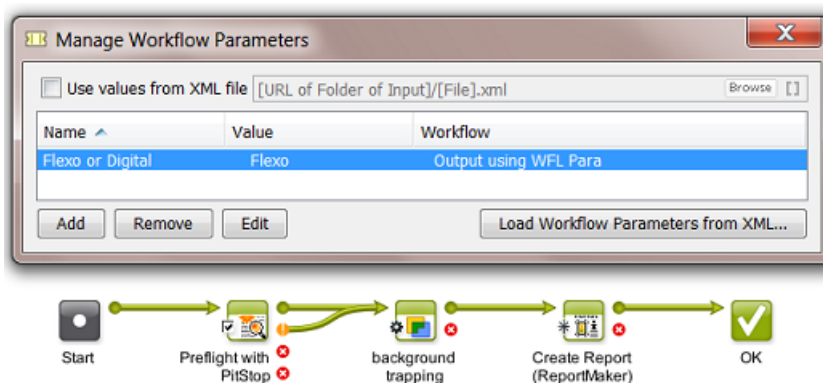 Manage Workflow Parameters
Use values from XML file [URL of Folder of Input]/[File].xml Browse []
Name Value Workflow
Flexo or Digital Flexo Output using WFL Para
Add Remove Edit Load Workflow Parameters from XML...
Start Preflight with PitStop background trapping Create Report (ReportMaker) OK